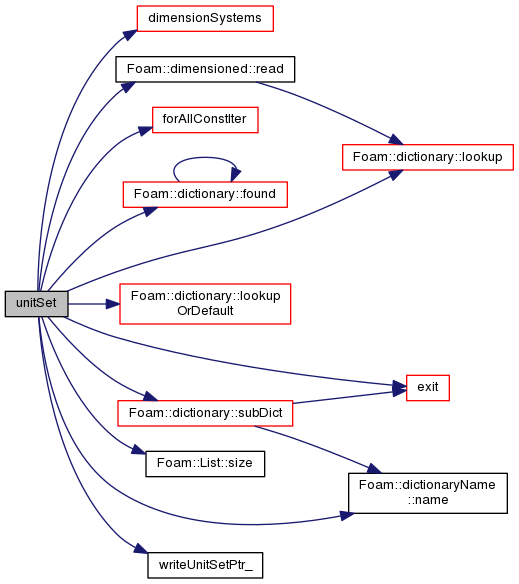 dimensionSystems
Foam::dimensioned::read
forAllConstIter
Foam::dictionary::lookup
Foam::dictionary::found
unitSet
Foam::dictionary::lookup
OrDefault
exit
Foam::dictionary::subDict
Foam::List::size
Foam::dictionaryName
::name
writeUnitSetPtr_